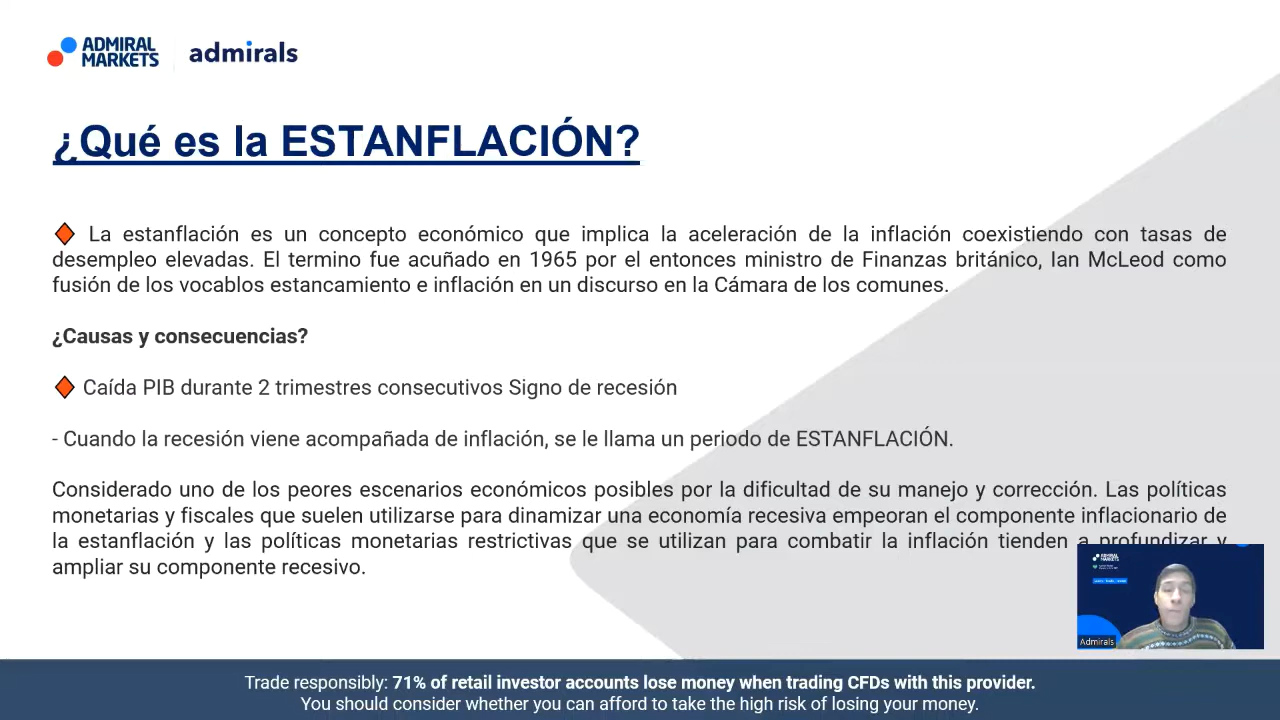 ADMIRAL
MARKETS
admirals
¿Qué es la ESTANFLACIÓN?
La estanflación es un concepto económico que implica la aceleración de la inflación coexistiendo con tasas de
desempleo elevadas. El termino fue acuñado en 1965 por el entonces ministro de Finanzas británico, Ian McLeod como
fusión de los vocablos estancamiento e inflación en un discurso en la Cámara de los comunes.
¿Causas y consecuencias?
Caída PIB durante 2 trimestres consecutivos Signo de recesión
- Cuando la recesión viene acompañada de inflación, se le llama un periodo de ESTANFLACIÓN.
Considerado uno de los peores escenarios económicos posibles por la dificultad de su manejo y corrección. Las políticas
monetarias y fiscales que suelen utilizarse para dinamizar una economía recesiva empeoran el componente inflacionario de
la estanflación y las políticas monetarias restrictivas que se utilizan para combatir la inflación tienden a profundizar y
ampliar su componente recesivo.
ADMIRAL
MARKETS
Admirals
Trade responsibly: 71% of retail investor accounts lose money when trading CFDs with this provider.
You should consider whether you can afford to take the high risk of losing your money.